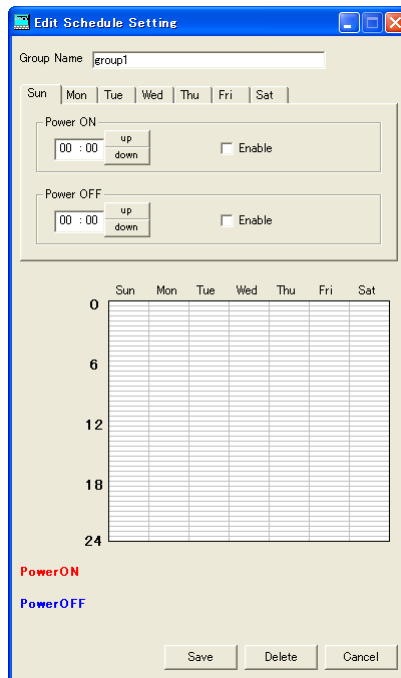 Edit Schedule Setting
Group Name group1
Sun Mon Tue Wed Thu Fri Sat
Power ON
00 : 00 up down Enable
Power OFF
00 : 00 up down Enable
Sun Mon Tue Wed Thu Fri Sat
0
6
12
18
24
PowerON
PowerOFF
Save Delete Cancel